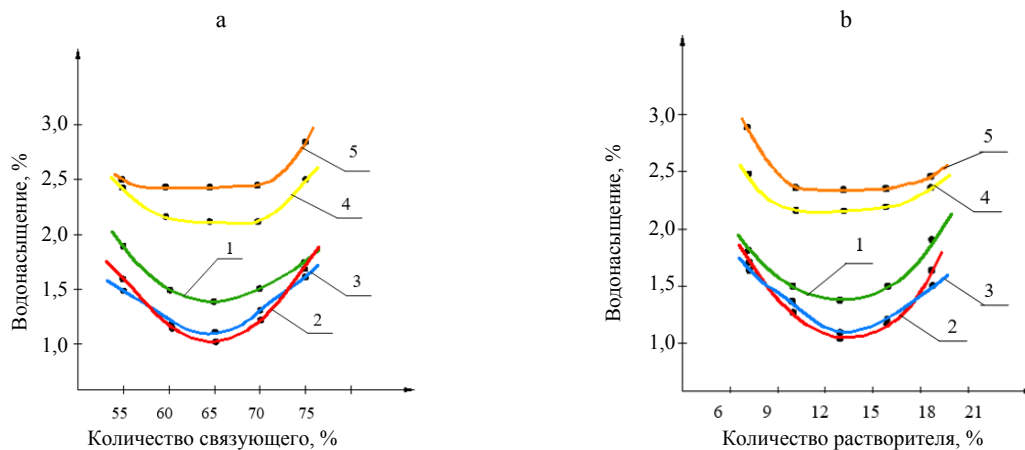 a
Водонасыщение, %
3,0
2,5
2,0
1,5
1,0
5
4
1
3
2
55 60 65 70 75
Количество связующего, %
b
Водонасыщение, %
3,0
2,5
2,0
1,5
1,0
5
4
1
3
2
6 9 12 15 18 21
Количество растворителя, %